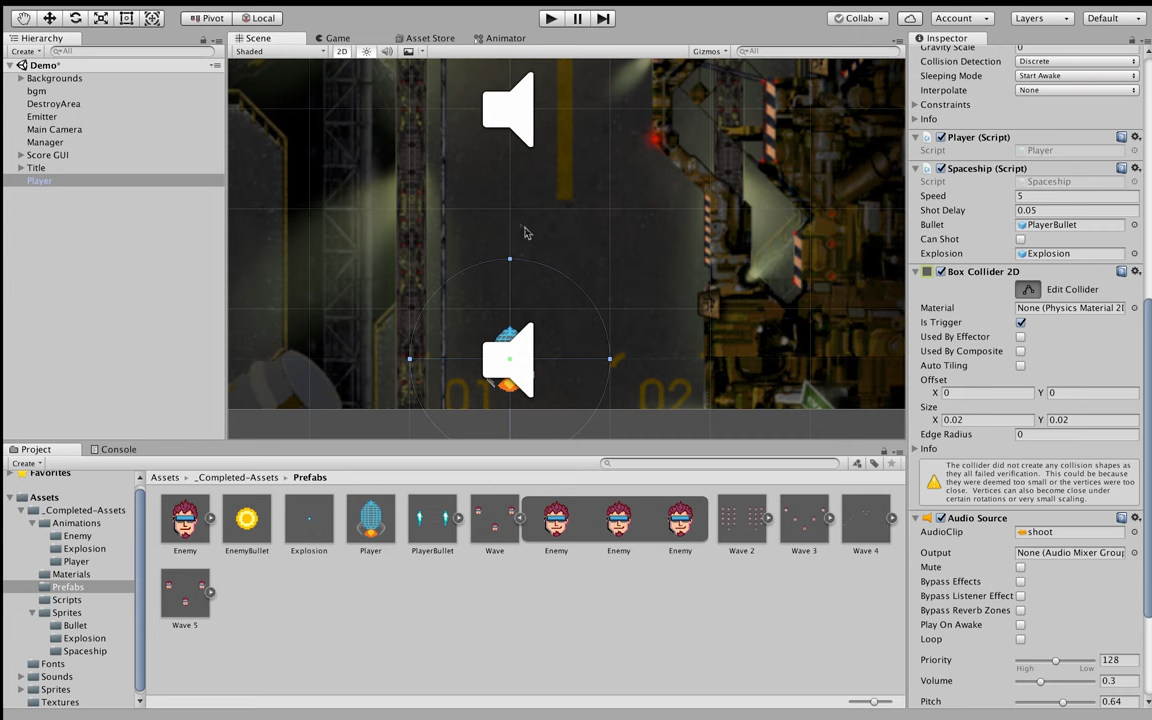 Pivot Local Collab Account Layers Default
Hierarchy
Create All
Demo*
Backgrounds
bgm
DestroyArea
Emitter
Main Camera
Manager
Score GUI
Title
Player
Scene Game Asset Store Animator
Shaded 2D Gizmos All
01 02
Inspector
Gravity Scale 0
Collision Detection Discrete
Sleeping Mode Start Awake
Interpolate None
Constraints
Info
Player (Script)
Script Player
Spaceship (Script)
Script Spaceship
Speed 5
Shot Delay 0.05
Bullet PlayerBullet
Can Shot
Explosion Explosion
Box Collider 2D
Edit Collider
Material None (Physics Material 2D
Is Trigger
Used By Effector
Used By Composite
Auto Tiling
Offset
X 0 Y 0
Size
X 0.02 Y 0.02
Edge Radius 0
Info
The collider did not create any collision shapes as
they all failed verification. This could be because
they were deemed too small or the vertices were too
close. Vertices can also become close under
certain rotations or very small scaling.
Audio Source
AudioClip shoot
Output None (Audio Mixer Group
Mute
Bypass Effects
Bypass Listener Effect
Bypass Reverb Zones
Play On Awake
Loop
Priority 128
High Low
Volume 0.3
Pitch 0.64
Project Console
Create
Favorites
Assets
_Completed-Assets
Animations
Enemy
Explosion
Player
Materials
Prefabs
Scripts
Sprites
Bullet
Explosion
Spaceship
Fonts
Sounds
Sprites
Textures
Assets _Completed-Assets Prefabs
Enemy EnemyBullet Explosion Player PlayerBullet Wave Enemy Enemy Enemy Wave 2 Wave 3 Wave 4
Wave 5